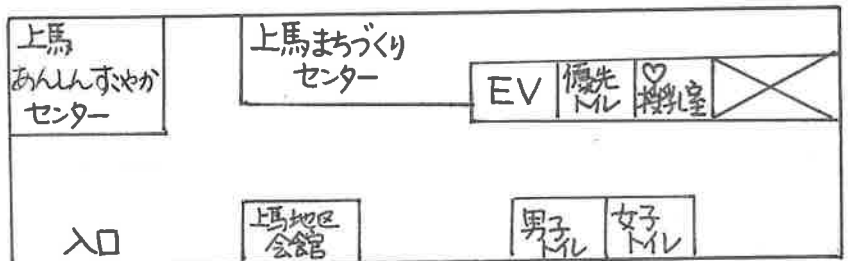 上馬
あんしんすこやか
センター
上馬まちづくり
センター
EV
優先
トイレ
♡
授乳室
入口
上馬地区
会館
男子
トイレ
女子
トイレ